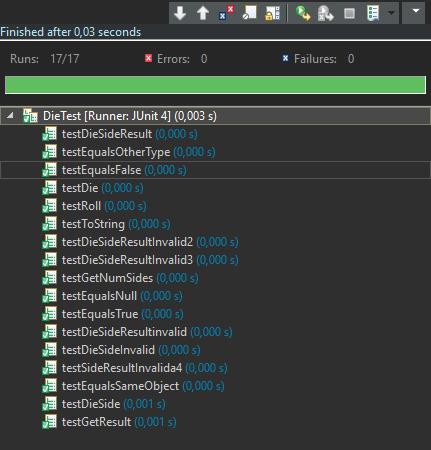 Finished after 0,03 seconds
Runs: 17/17 Errors: 0 Failures: 0
DieTest [Runner: JUnit 4] (0,003 s)
testDieSideResult (0,000 s)
testEqualsOtherType (0,000 s)
testEqualsFalse (0,000 s)
testDie (0,000 s)
testRoll (0,000 s)
testToString (0,000 s)
testDieSideResultInvalid2 (0,000 s)
testDieSideResultInvalid3 (0,000 s)
testGetNumSides (0,000 s)
testEqualsNull (0,000 s)
testEqualsTrue (0,000 s)
testDieSideResultinvalid (0,000 s)
testDieSideInvalid (0,000 s)
testSideResultInvalida4 (0,000 s)
testEqualsSameObject (0,000 s)
testDieSide (0,001 s)
testGetResult (0,001 s)